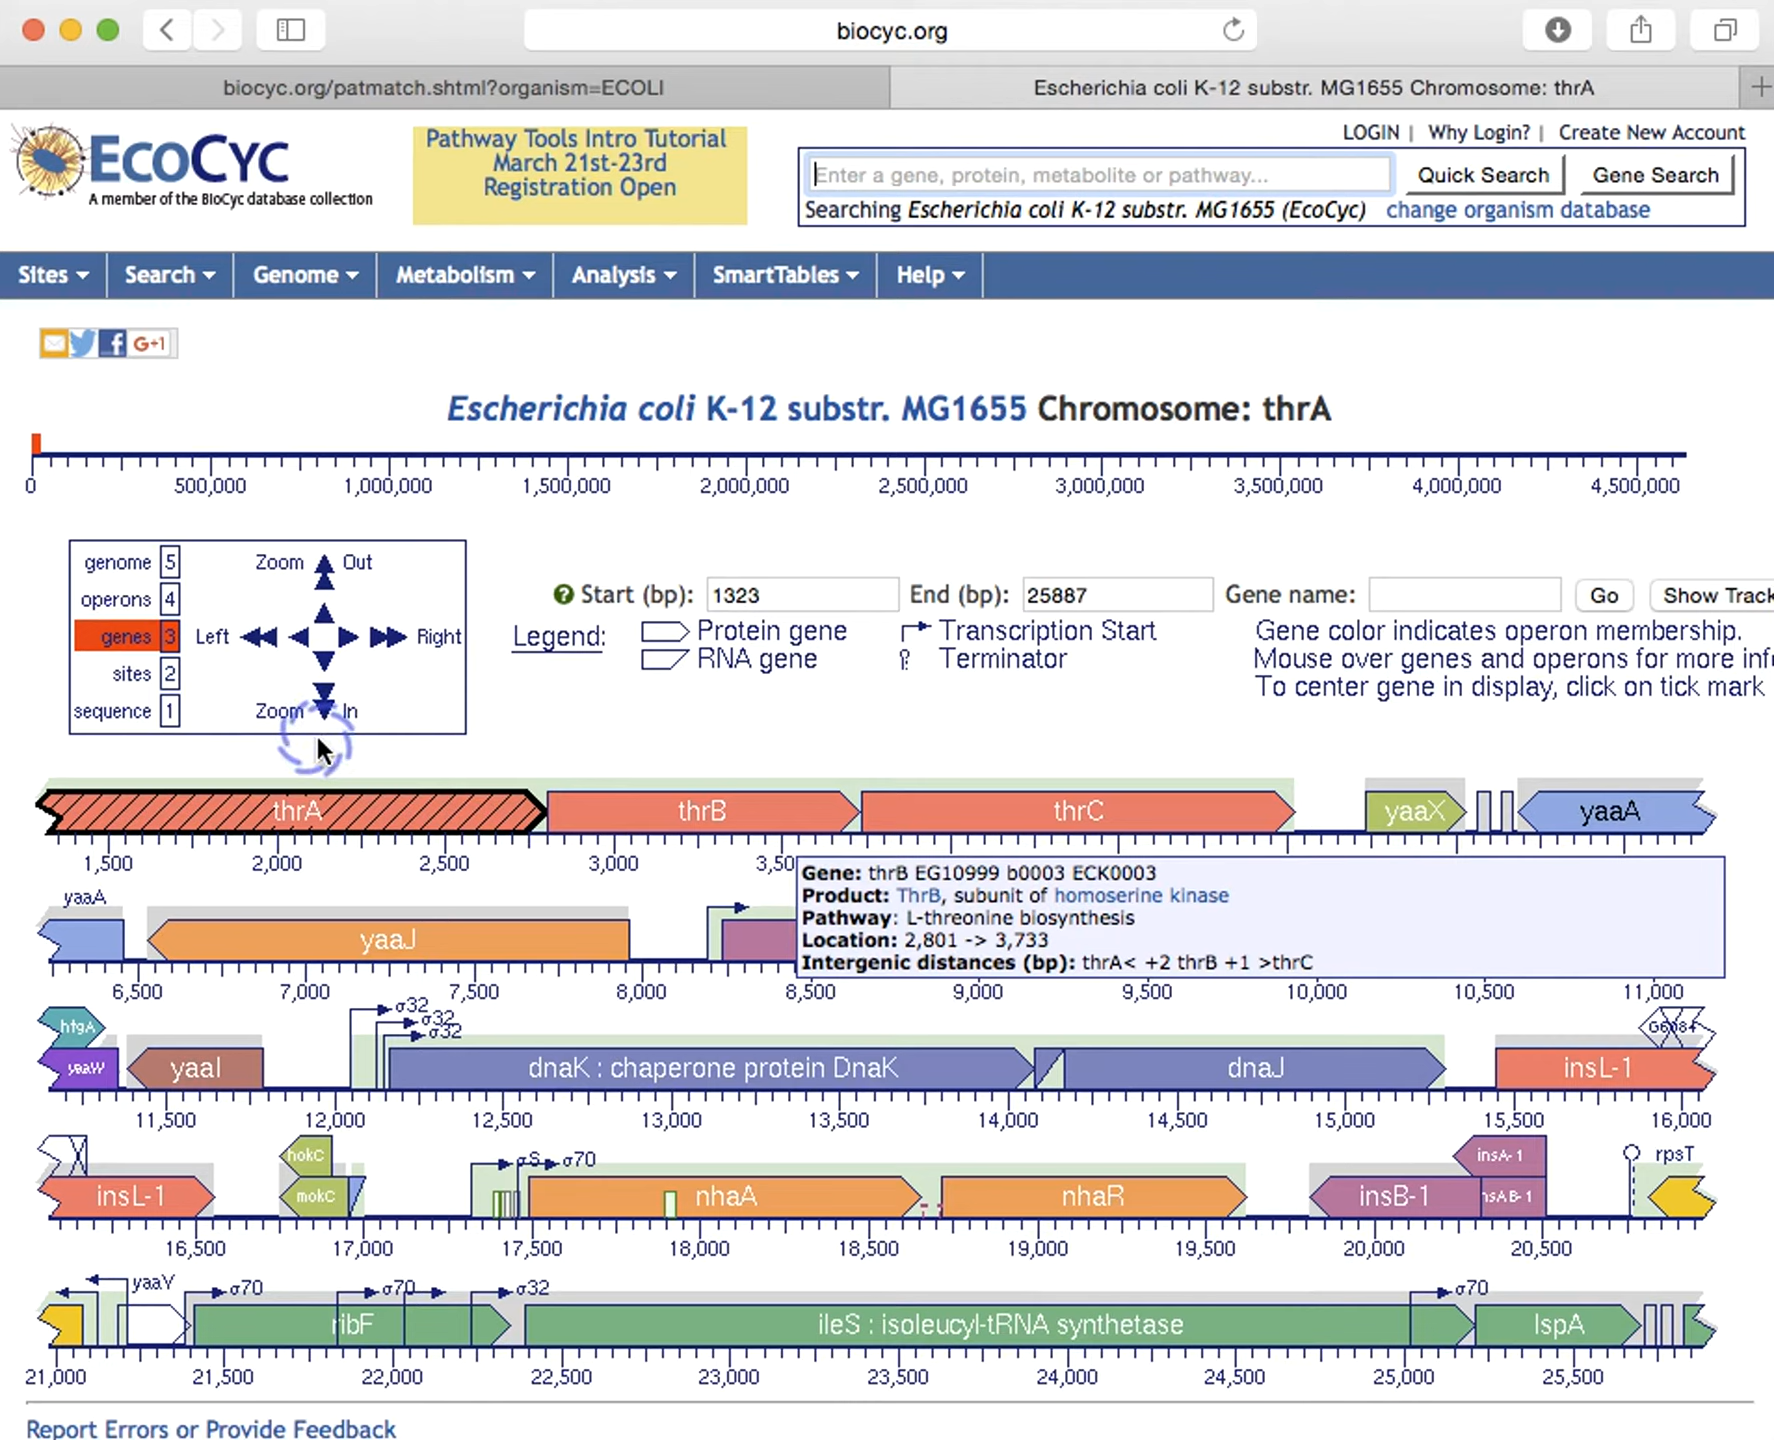 biocyc.org
biocyc.org/patmatch.shtml?organism=ECOLI
Escherichia coli K-12 substr. MG1655 Chromosome: thrA
LOGIN | Why Login? | Create New Account
EcoCyc
A member of the BioCyc database collection
Pathway Tools Intro Tutorial
March 21st-23rd
Registration Open
Enter a gene, protein, metabolite or pathway...
Quick Search
Gene Search
Searching Escherichia coli K-12 substr. MG1655 (EcoCyc) change organism database
Sites Search Genome Metabolism Analysis SmartTables Help
G+1
Escherichia coli K-12 substr. MG1655 Chromosome: thrA
0 500,000 1,000,000 1,500,000 2,000,000 2,500,000 3,000,000 3,500,000 4,000,000 4,500,000
genome 5 Zoom Out
operons 4
genes 3 Left Right
sites 2
sequence 1 Zoom In
Start (bp): 1323 End (bp): 25887 Gene name: Go Show Track
Legend: Protein gene Transcription Start Gene color indicates operon membership.
RNA gene Terminator Mouse over genes and operons for more inf
To center gene in display, click on tick mark
thrA thrB thrC yaaX yaaA
1,500 2,000 2,500 3,000 3,5
Gene: thrB EG10999 b0003 ECK0003
Product: ThrB, subunit of homoserine kinase
Pathway: L-threonine biosynthesis
Location: 2,801 -> 3,733
Intergenic distances (bp): thrA< +2 thrB +1 >thrC
yaaA
yaaJ
6,500 7,000 7,500 8,000 8,500 9,000 9,500 10,000 10,500 11,000
σ32
σ32
σ32
htgA
yaaW yaaI dnaK : chaperone protein DnaK dnaJ insL-1
11,500 12,000 12,500 13,000 13,500 14,000 14,500 15,000 15,500 16,000
hokC σS σ70 insA-1 rpsT
insL-1 mokC nhaA nhaR insB-1 nsAB-1
16,500 17,000 17,500 18,000 18,500 19,000 19,500 20,000 20,500
yaaY σ70 σ70 σ32 σ70
ribF ileS : isoleucyl-tRNA synthetase lspA
21,000 21,500 22,000 22,500 23,000 23,500 24,000 24,500 25,000 25,500
Report Errors or Provide Feedback